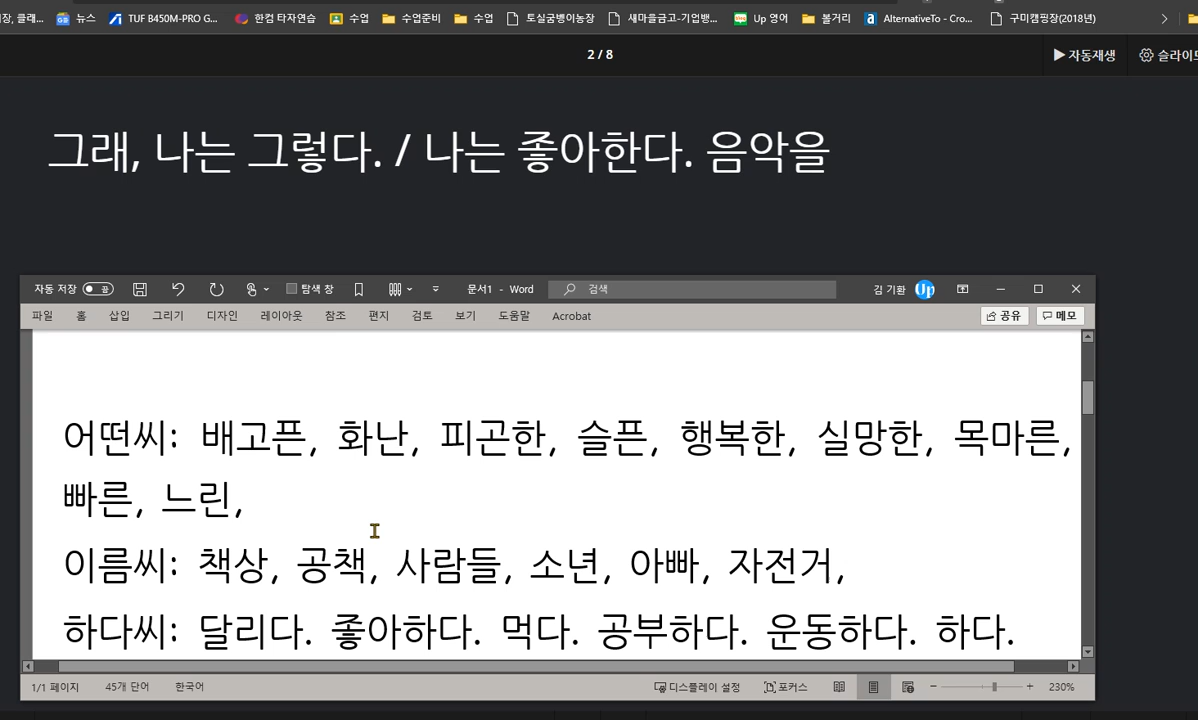 장, 클래... 뉴스 TUF B450M-PRO G... 한컴 타자연습 수업 수업준비 수업 토실굼벵이농장 새마을금고-기업뱅... Up 영어 볼거리 AlternativeTo - Cro... 구미캠핑장(2018년)
2 / 8 자동재생 슬라이드
그래, 나는 그렇다. / 나는 좋아한다. 음악을
자동 저장 끔 탐색 창 문서1 - Word 검색 김 기환 Up
파일 홈 삽입 그리기 디자인 레이아웃 참조 편지 검토 보기 도움말 Acrobat 공유 메모
어떤씨: 배고픈, 화난, 피곤한, 슬픈, 행복한, 실망한, 목마른,
빠른, 느린,
이름씨: 책상, 공책, 사람들, 소년, 아빠, 자전거,
하다씨: 달리다. 좋아하다. 먹다. 공부하다. 운동하다. 하다.
1/1 페이지 45개 단어 한국어 디스플레이 설정 포커스 230%